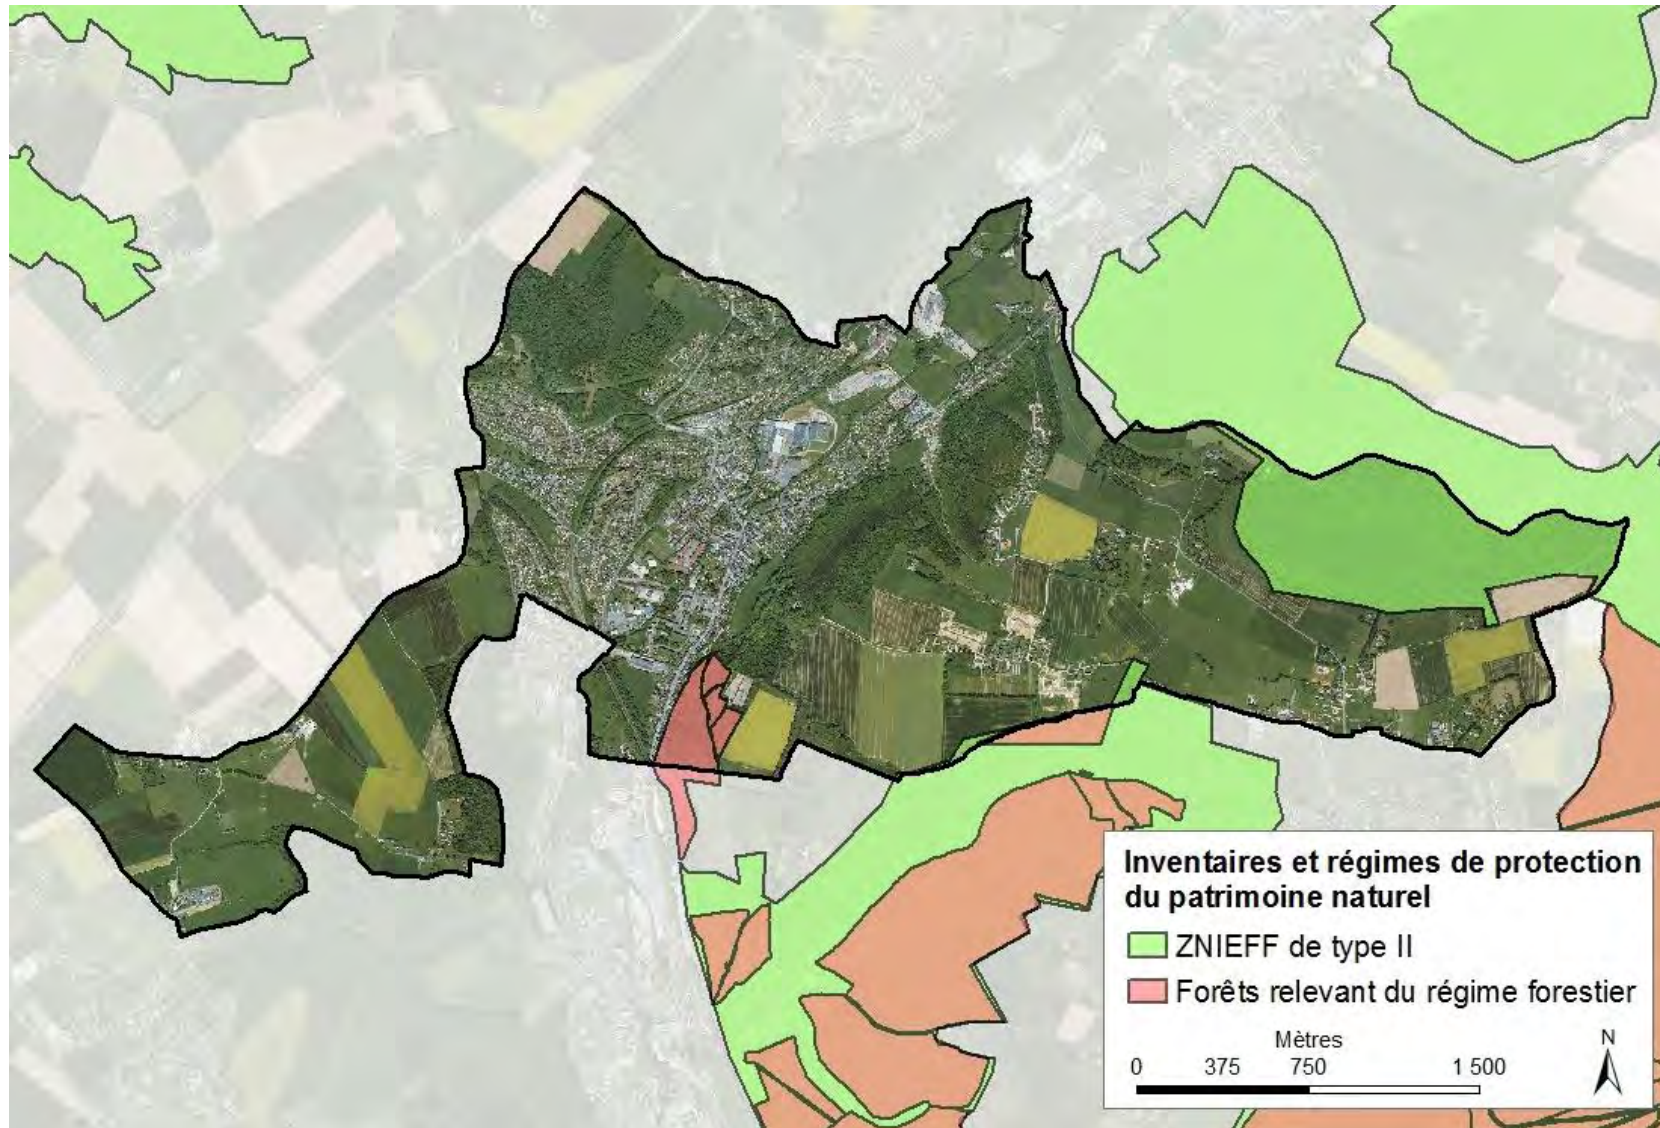 Inventaires et régimes de protection
du patrimoine naturel
ZNIEFF de type II
Forêts relevant du régime forestier
Mètres
0 375 750 1 500
N